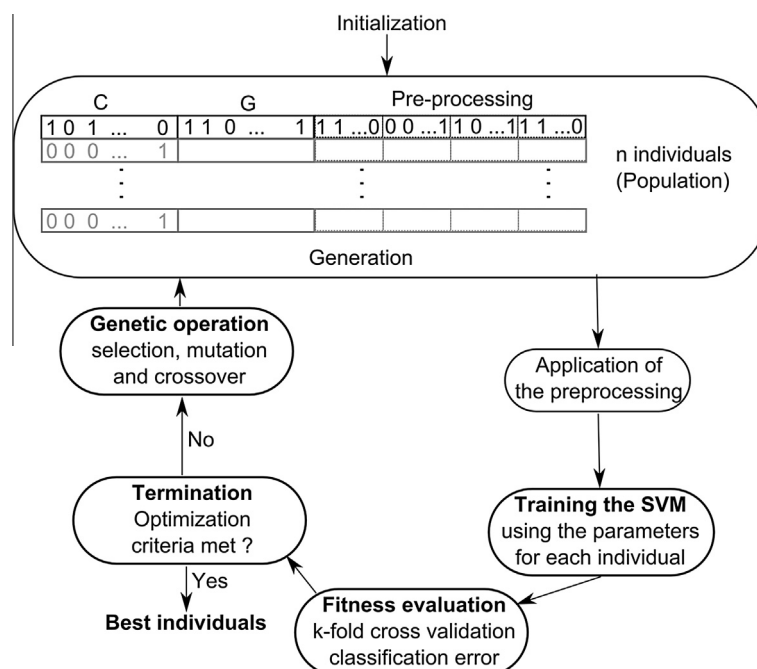 Initialization
C G Pre-processing
1 0 1 ... 0 1 1 0 ... 1 1 1 ...0 0 0 ...1 1 0 ...1 1 1 ...0
0 0 0 ... 1
n individuals
(Population)
0 0 0 ... 1
Generation
Genetic operation
selection, mutation
and crossover
Application of
the preprocessing
No
Termination
Optimization
criteria met ?
Training the SVM
using the parameters
for each individual
Yes
Best individuals
Fitness evaluation
k-fold cross validation
classification error